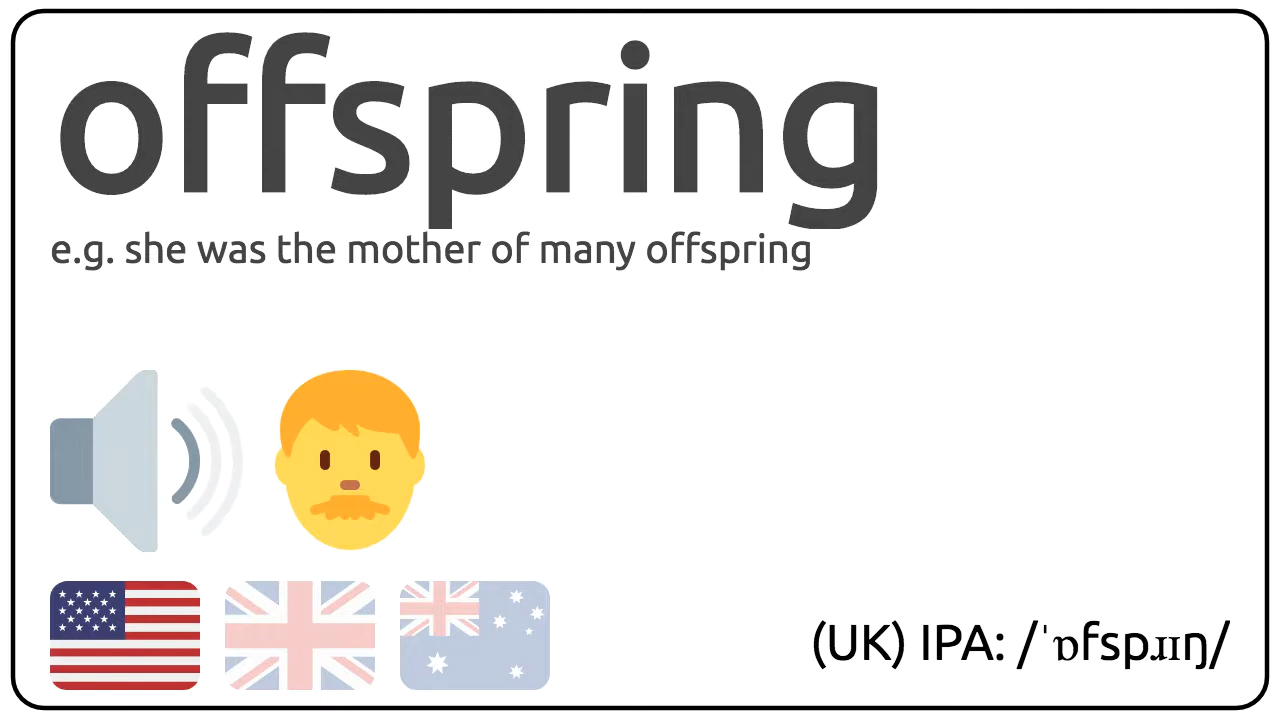 offspring
e.g. she was the mother of many offspring
(UK) IPA: /ˈɒfspɹɪŋ/